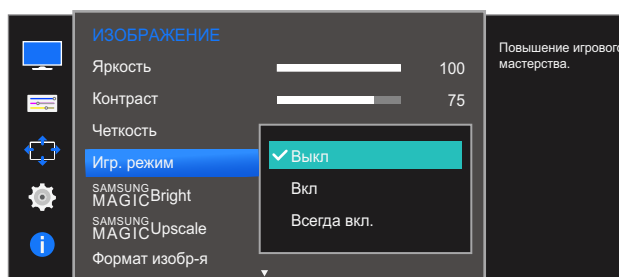 ИЗОБРАЖЕНИЕ
Яркость 100
Контраст 75
Четкость
Игр. режим
SAMSUNG
MAGIC Bright
SAMSUNG
MAGIC Upscale
Формат изобр-я
Выкл
Вкл
Всегда вкл.
Повышение игрового
мастерства.